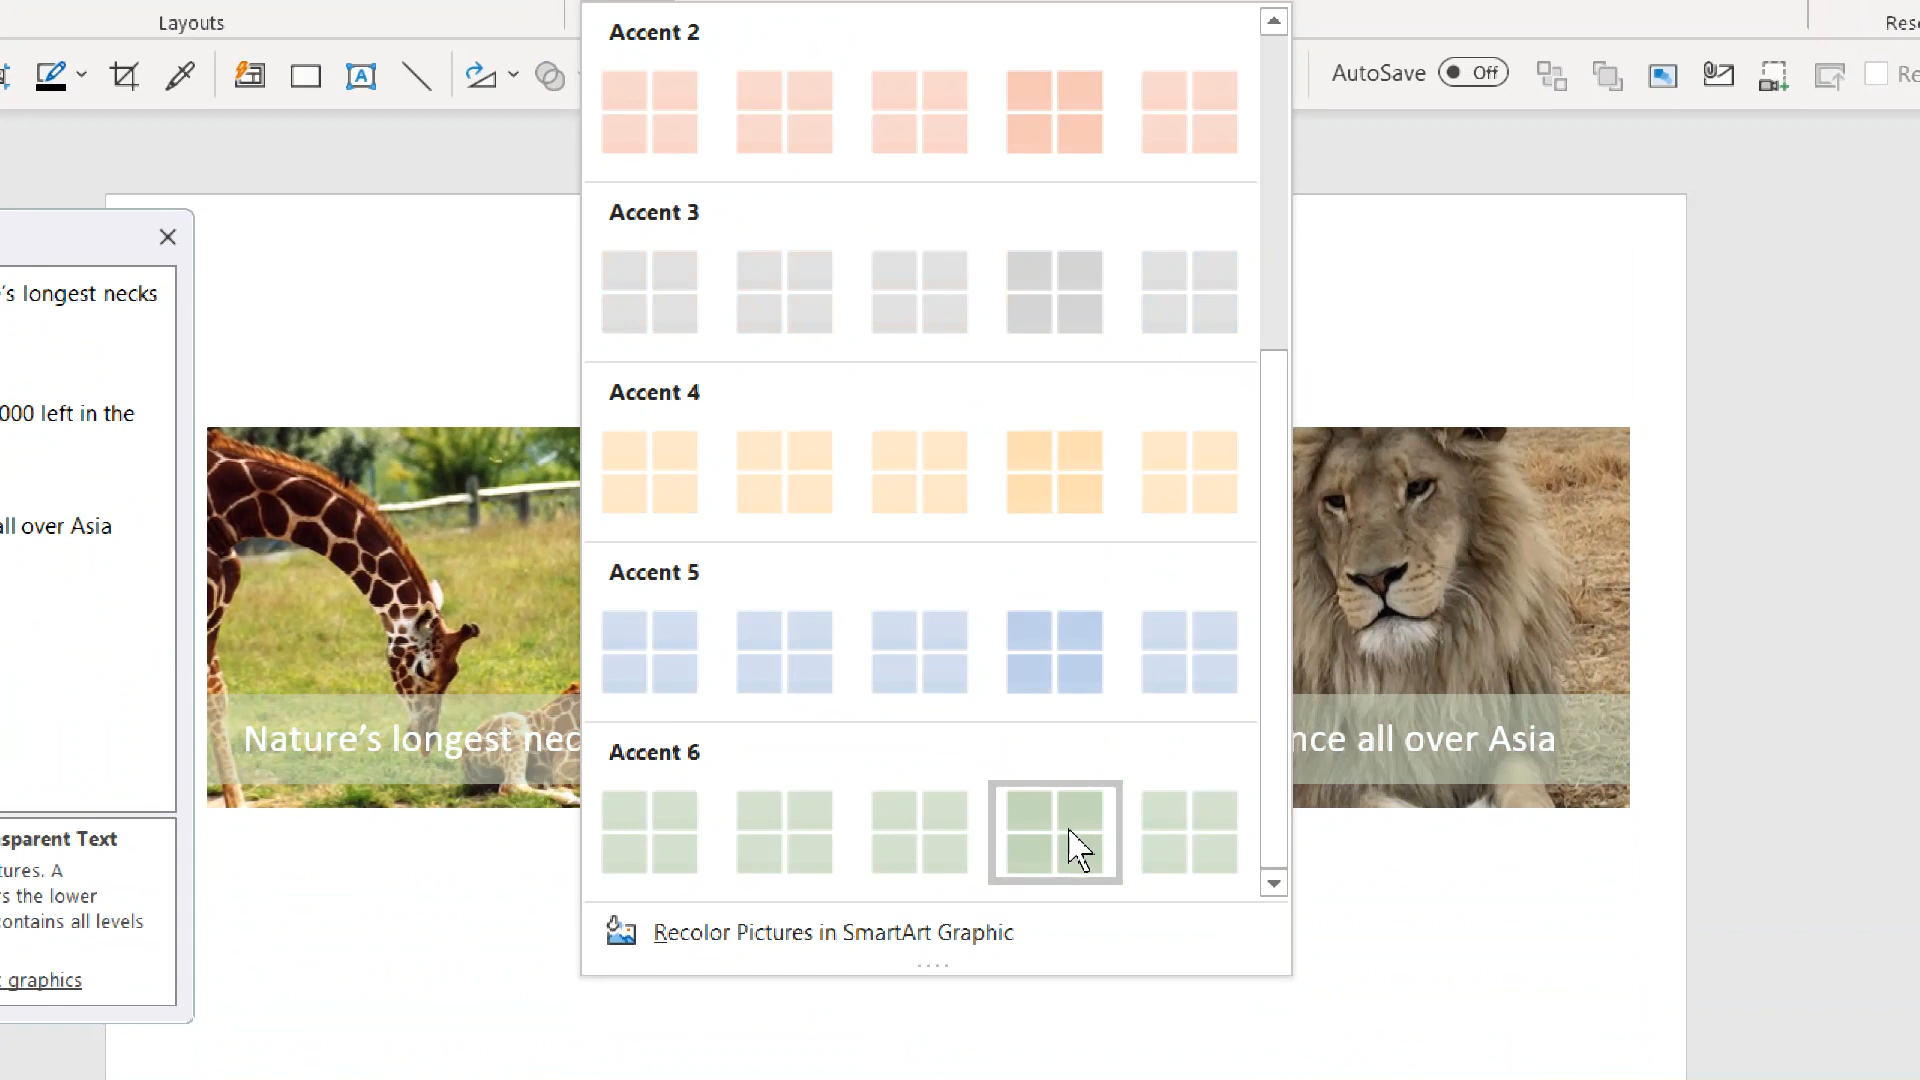 Layouts
Accent 2
AutoSave
Off
Accent 3
's longest necks
Accent 4
000 left in the
all over Asia
Accent 5
Nature's longest nec
nce all over Asia
Accent 6
sparent Text
tures. A
rs the lower
contains all levels
graphics
Recolor Pictures in SmartArt Graphic